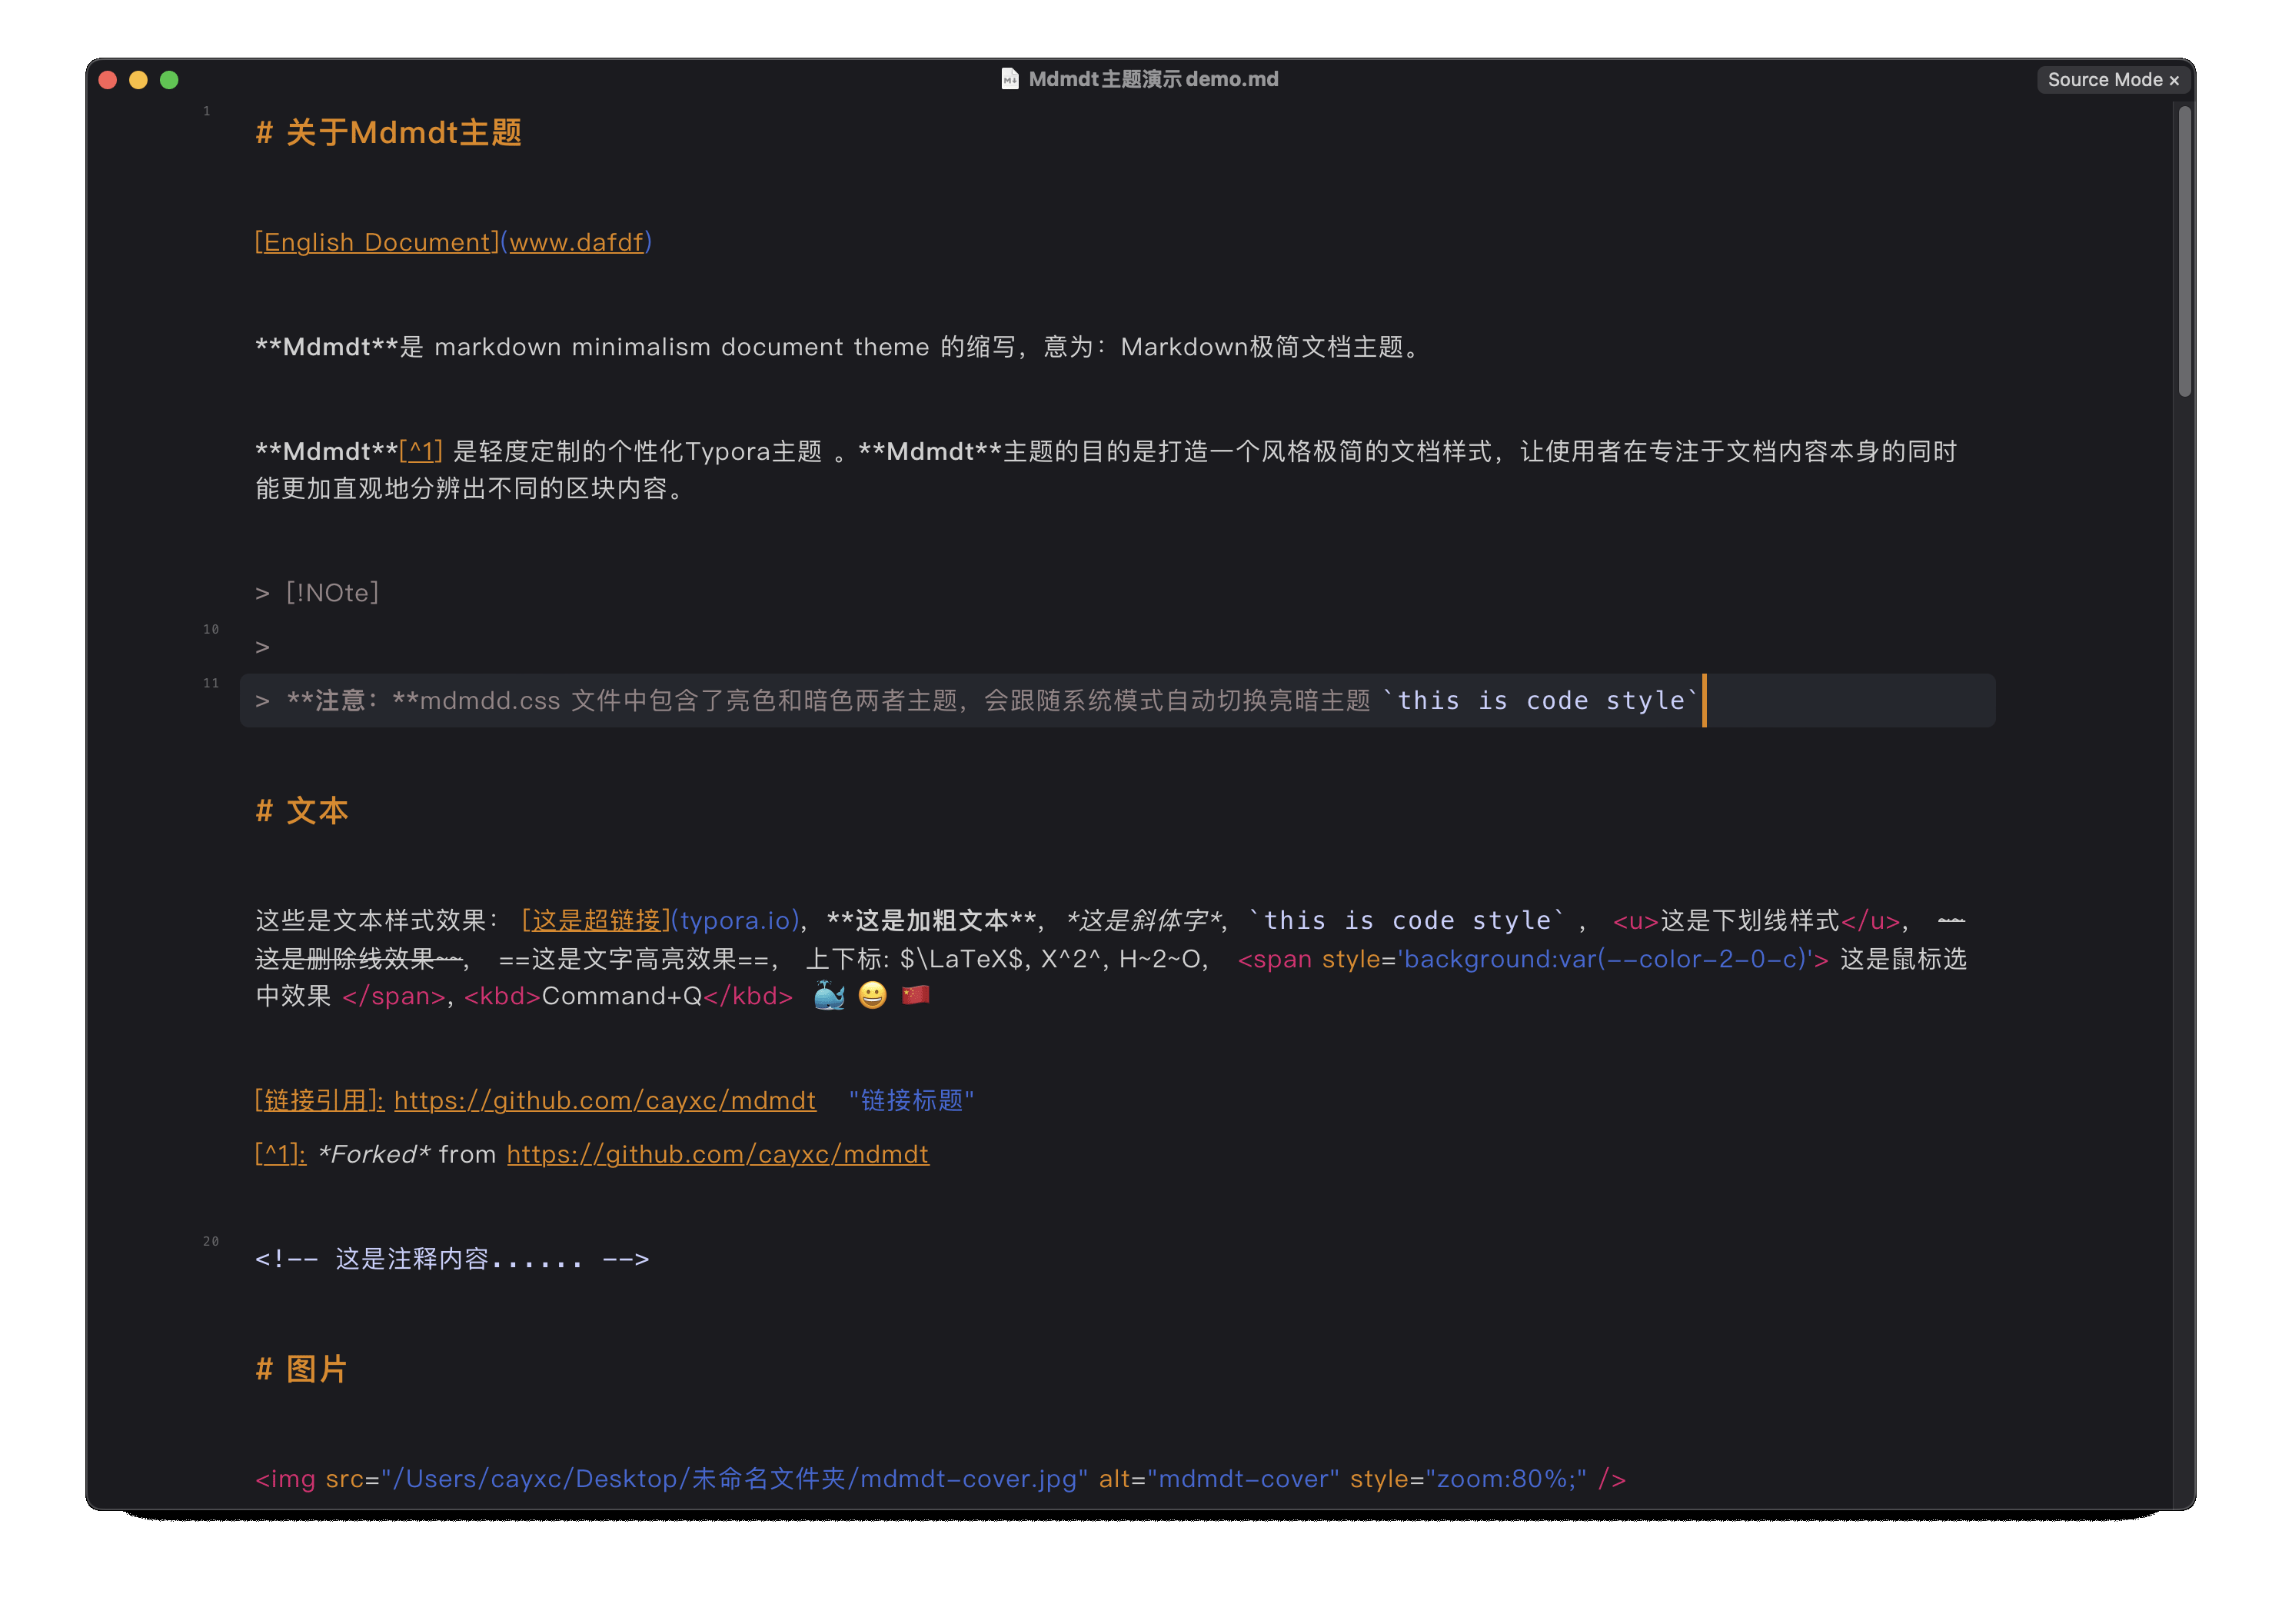 Mdmdt主题演示demo.md
Source Mode ×
1
# 关于Mdmdt主题
[English Document](www.dafdf)
**Mdmdt**是 markdown minimalism document theme 的缩写，意为：Markdown极简文档主题。
**Mdmdt**[^1] 是轻度定制的个性化Typora主题 。**Mdmdt**主题的目的是打造一个风格极简的文档样式，让使用者在专注于文档内容本身的同时
能更加直观地分辨出不同的区块内容。
> [!NOte]
10
>
11
> **注意：**mdmdd.css 文件中包含了亮色和暗色两者主题，会跟随系统模式自动切换亮暗主题 `this is code style`
# 文本
这些是文本样式效果： [这是超链接](typora.io)，**这是加粗文本**，*这是斜体字*，`this is code style`， <u>这是下划线样式</u>， ~~
这是删除线效果~~， ==这是文字高亮效果==， 上下标: $\LaTeX$, X^2^, H~2~O, <span style='background:var(--color-2-0-c)'> 这是鼠标选
中效果 </span>, <kbd>Command+Q</kbd> 🐳 😀 🇨🇳
[链接引用]: https://github.com/cayxc/mdmdt "链接标题"
[^1]: *Forked* from https://github.com/cayxc/mdmdt
20
<!-- 这是注释内容...... -->
# 图片
<img src="/Users/cayxc/Desktop/未命名文件夹/mdmdt-cover.jpg" alt="mdmdt-cover" style="zoom:80%;" />